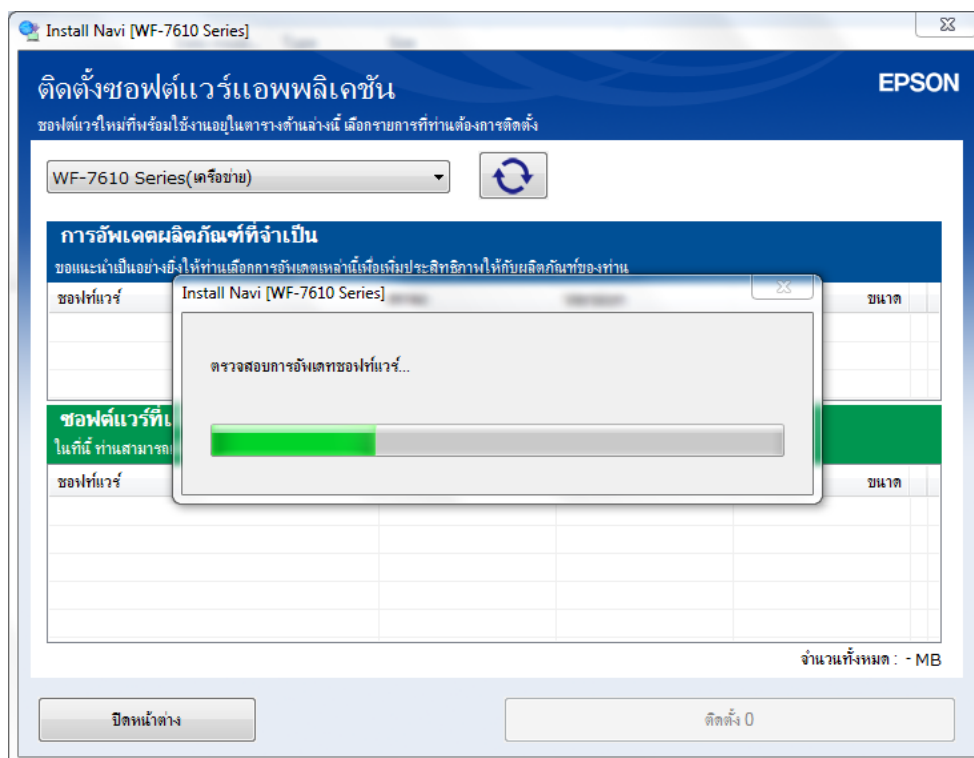 Install Navi [WF-7610 Series]
ติดตั้งซอฟต์แวร์แอพพลิเคชัน
EPSON
ซอฟต์แวร์ใหม่ที่พร้อมใช้งานอยู่ในตารางด้านล่างนี้ เลือกรายการที่ท่านต้องการติดตั้ง
WF-7610 Series(เครือข่าย)
การอัพเดตผลิตภัณฑ์ที่จำเป็น
ขอแนะนำเป็นอย่างยิ่งให้ท่านเลือกการอัพเดตเหล่านี้เพื่อเพิ่มประสิทธิภาพให้กับผลิตภัณฑ์ของท่าน
ซอฟท์แวร์
ขนาด
Install Navi [WF-7610 Series]
ตรวจสอบการอัพเดทซอฟท์แวร์...
ซอฟต์แวร์ที่เ
ในที่นี้ ท่านสามารถ
ซอฟท์แวร์
ขนาด
จำนวนทั้งหมด : - MB
ปิดหน้าต่าง
ติดตั้ง 0